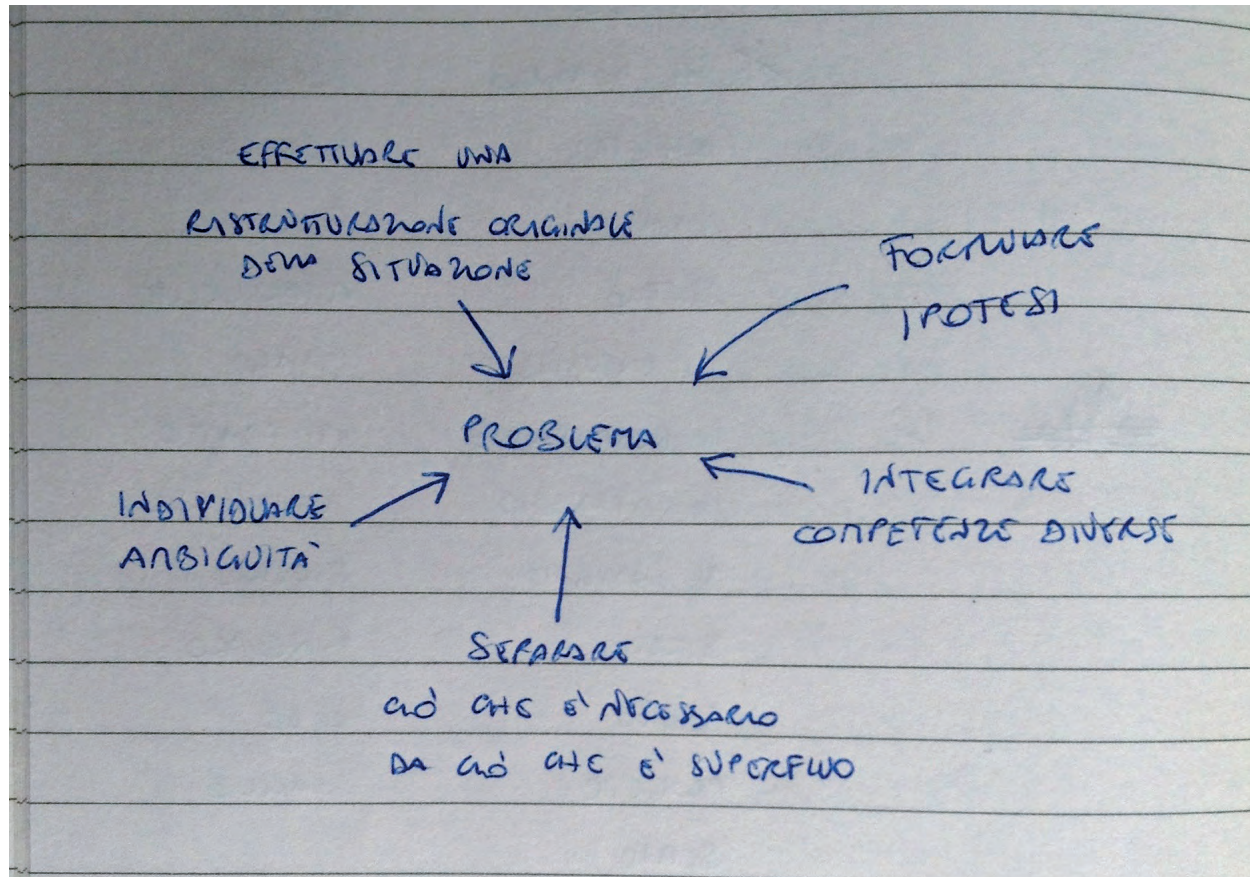 EFFETTUARE UNA
RISTRUTTURAZIONE ORIGINALE
DELLA SITUAZIONE
FORMULARE
IPOTESI
PROBLEMA
INDIVIDUARE
AMBIGUITÀ
INTEGRARE
COMPETENZE DIVERSE
SEPARARE
CIÒ CHE È NECESSARIO
DA CIÒ CHE È SUPERFLUO